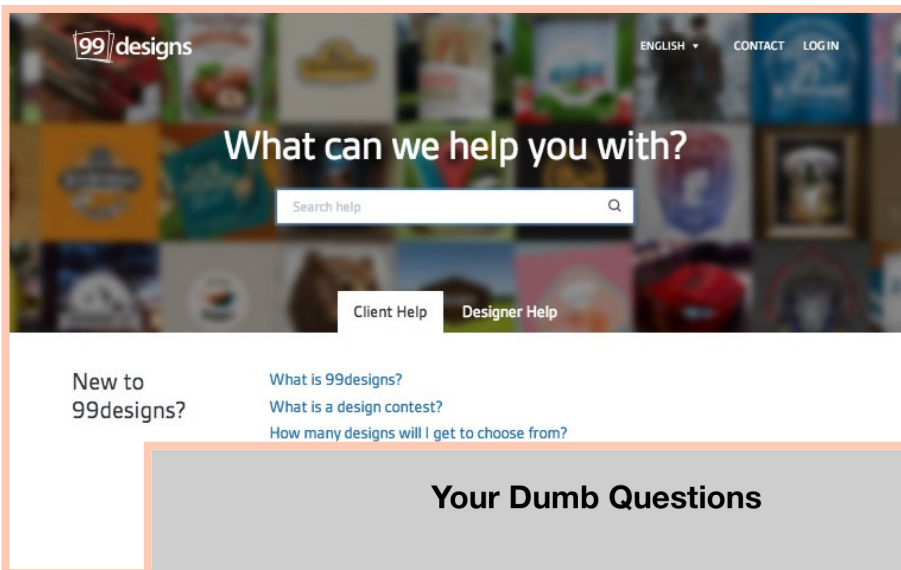 99designs
ENGLISH ▾ CONTACT LOG IN
What can we help you with?
Search help
Client Help Designer Help
New to
99designs?
What is 99designs?
What is a design contest?
How many designs will I get to choose from?
Your Dumb Questions